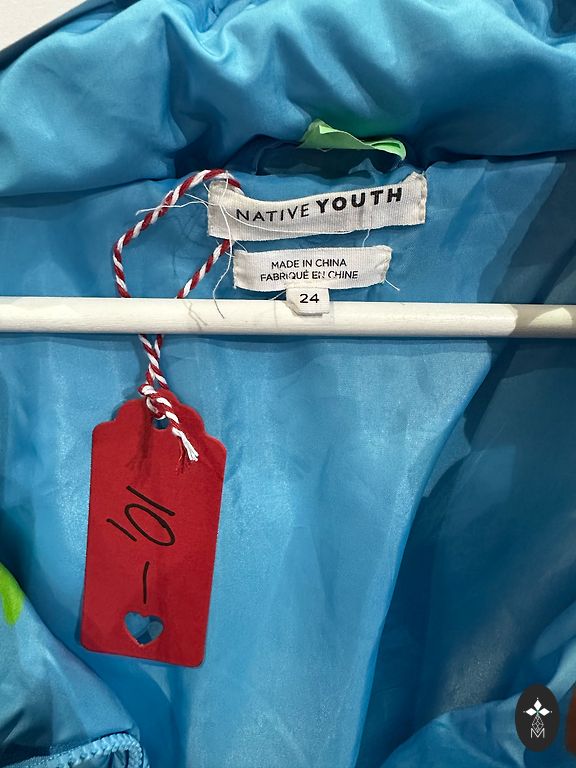 NATIVE YOUTH
MADE IN CHINA
FABRIQUÉ EN CHINE
24
10,-
M